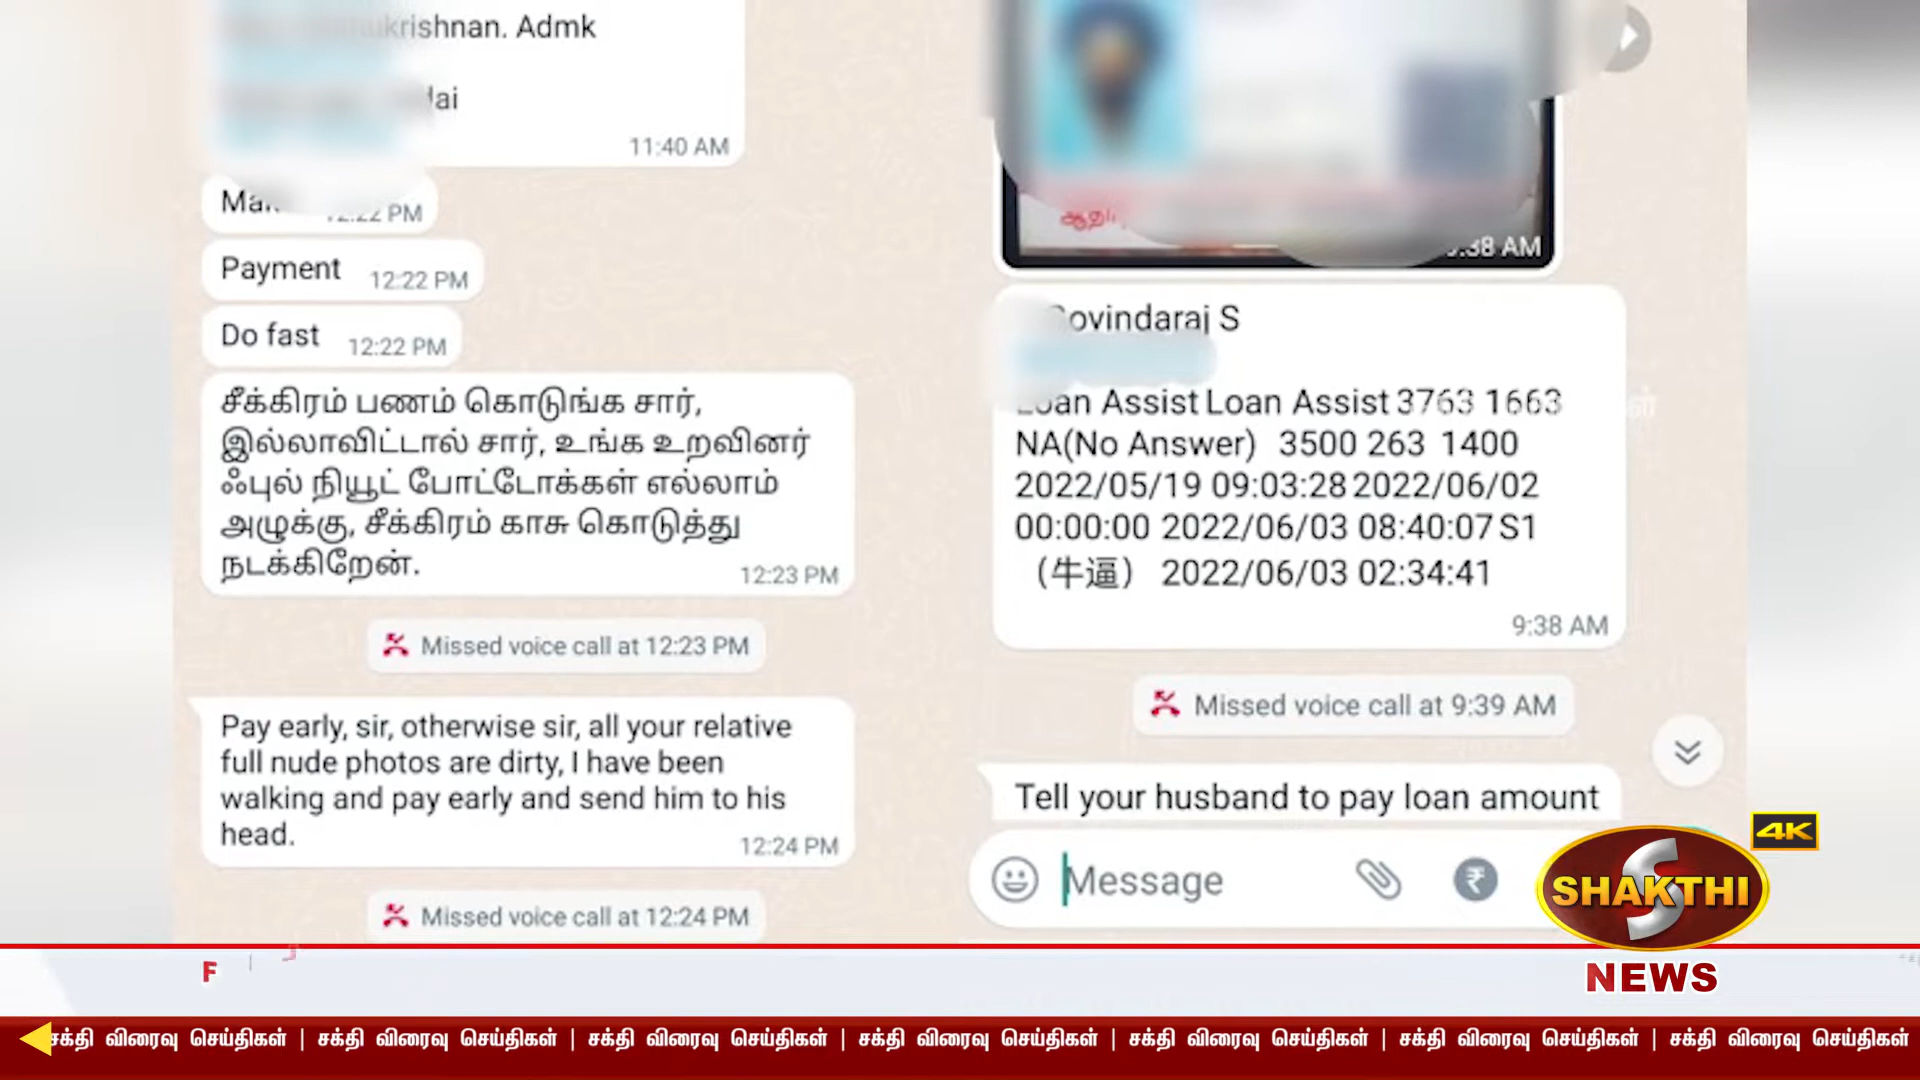 Admk
11:40 AM
12:22 PM
Payment 12:22 PM
Do fast 12:22 PM
சீக்கிரம் பணம் கொடுங்க சார்,
இல்லாவிட்டால் சார், உங்க உறவினர்
ஃபுல் நியூட் போட்டோக்கள் எல்லாம்
அழுக்கு, சீக்கிரம் காசு கொடுத்து
நடக்கிறேன்.
12:23 PM
Missed voice call at 12:23 PM
Pay early, sir, otherwise sir, all your relative
full nude photos are dirty, I have been
walking and pay early and send him to his
head.
12:24 PM
Missed voice call at 12:24 PM
:38 AM
Govindaraj S
Loan Assist Loan Assist 3763 1663
NA(No Answer) 3500 263 1400
2022/05/19 09:03:28 2022/06/02
00:00:00 2022/06/03 08:40:07 S1
（牛逼） 2022/06/03 02:34:41
9:38 AM
Missed voice call at 9:39 AM
Tell your husband to pay loan amount
Message
4K
SHAKTHI
NEWS
F
சக்தி விரைவு செய்திகள் | சக்தி விரைவு செய்திகள் | சக்தி விரைவு செய்திகள் | சக்தி விரைவு செய்திகள் | சக்தி விரைவு செய்திகள் | சக்தி விரைவு செய்திகள் | சக்தி விரைவு செய்திகள்